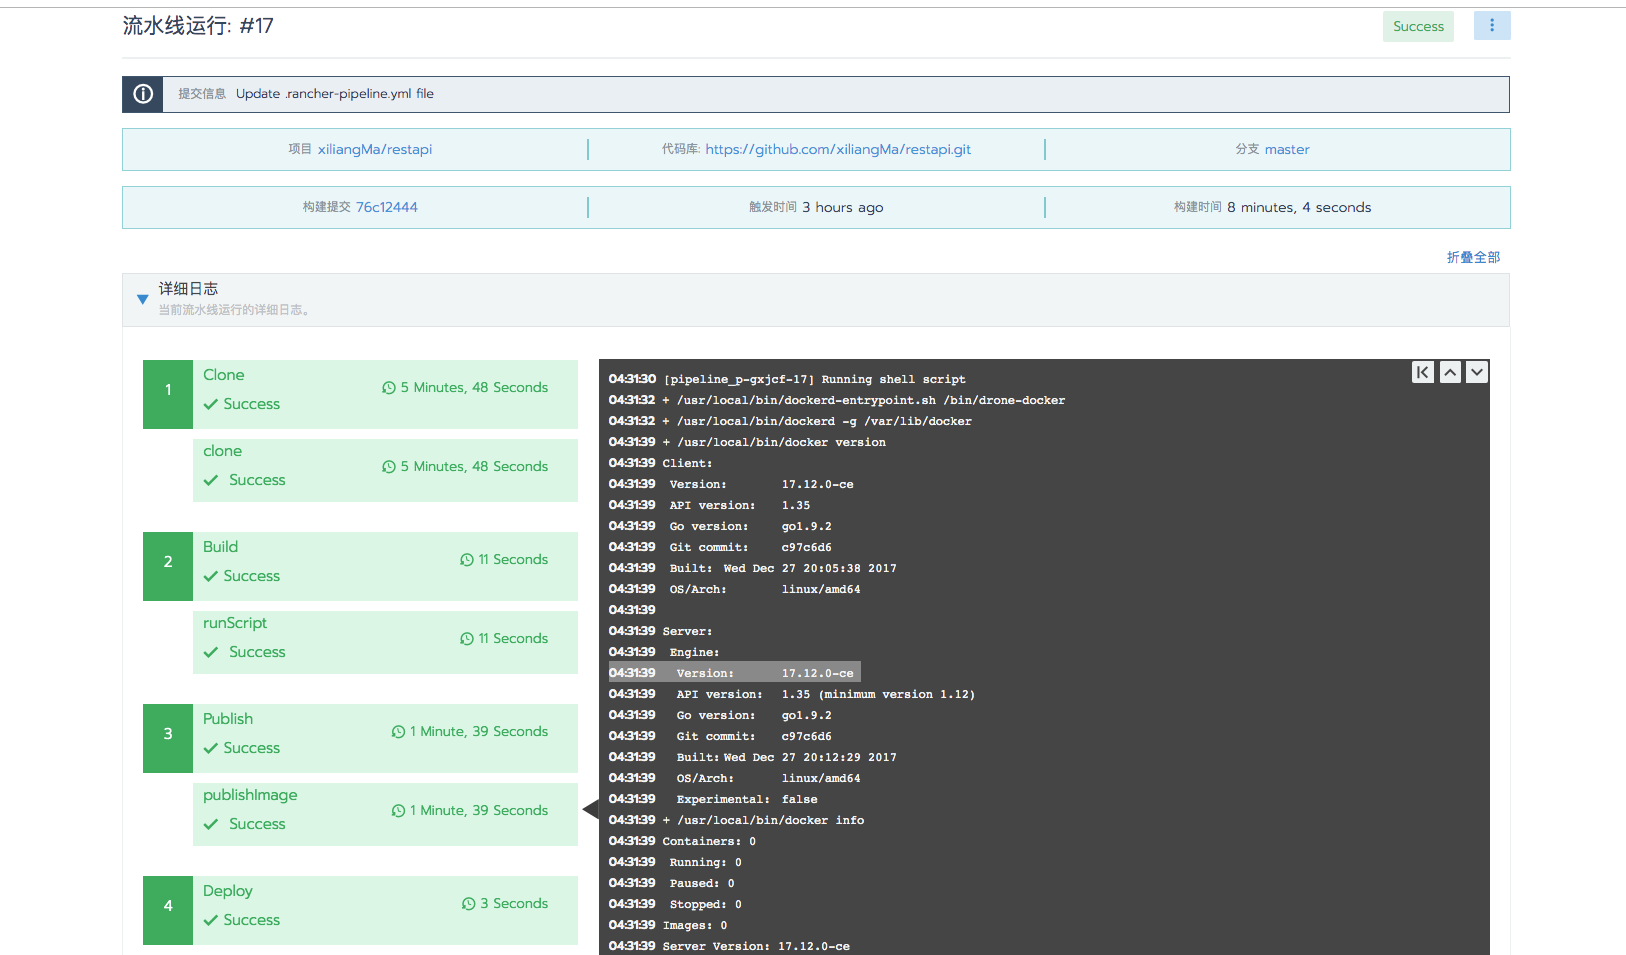 流水线运行: #17
Success
提交信息 Update .rancher-pipeline.yml file
项目 xiliangMa/restapi
代码库: https://github.com/xiliangMa/restapi.git
分支 master
构建提交 76c12444
触发时间 3 hours ago
构建时间 8 minutes, 4 seconds
折叠全部
详细日志
当前流水线运行的详细日志。
1
Clone
5 Minutes, 48 Seconds
Success
clone
5 Minutes, 48 Seconds
Success
2
Build
11 Seconds
Success
runScript
11 Seconds
Success
3
Publish
1 Minute, 39 Seconds
Success
publishImage
1 Minute, 39 Seconds
Success
4
Deploy
3 Seconds
Success
04:31:30 [pipeline_p-gxjcf-17] Running shell script
04:31:32 + /usr/local/bin/dockerd-entrypoint.sh /bin/drone-docker
04:31:32 + /usr/local/bin/dockerd -g /var/lib/docker
04:31:39 + /usr/local/bin/docker version
04:31:39 Client:
04:31:39 Version: 17.12.0-ce
04:31:39 API version: 1.35
04:31:39 Go version: go1.9.2
04:31:39 Git commit: c97c6d6
04:31:39 Built: Wed Dec 27 20:05:38 2017
04:31:39 OS/Arch: linux/amd64
04:31:39
04:31:39 Server:
04:31:39 Engine:
04:31:39 Version: 17.12.0-ce
04:31:39 API version: 1.35 (minimum version 1.12)
04:31:39 Go version: go1.9.2
04:31:39 Git commit: c97c6d6
04:31:39 Built: Wed Dec 27 20:12:29 2017
04:31:39 OS/Arch: linux/amd64
04:31:39 Experimental: false
04:31:39 + /usr/local/bin/docker info
04:31:39 Containers: 0
04:31:39 Running: 0
04:31:39 Paused: 0
04:31:39 Stopped: 0
04:31:39 Images: 0
04:31:39 Server Version: 17.12.0-ce